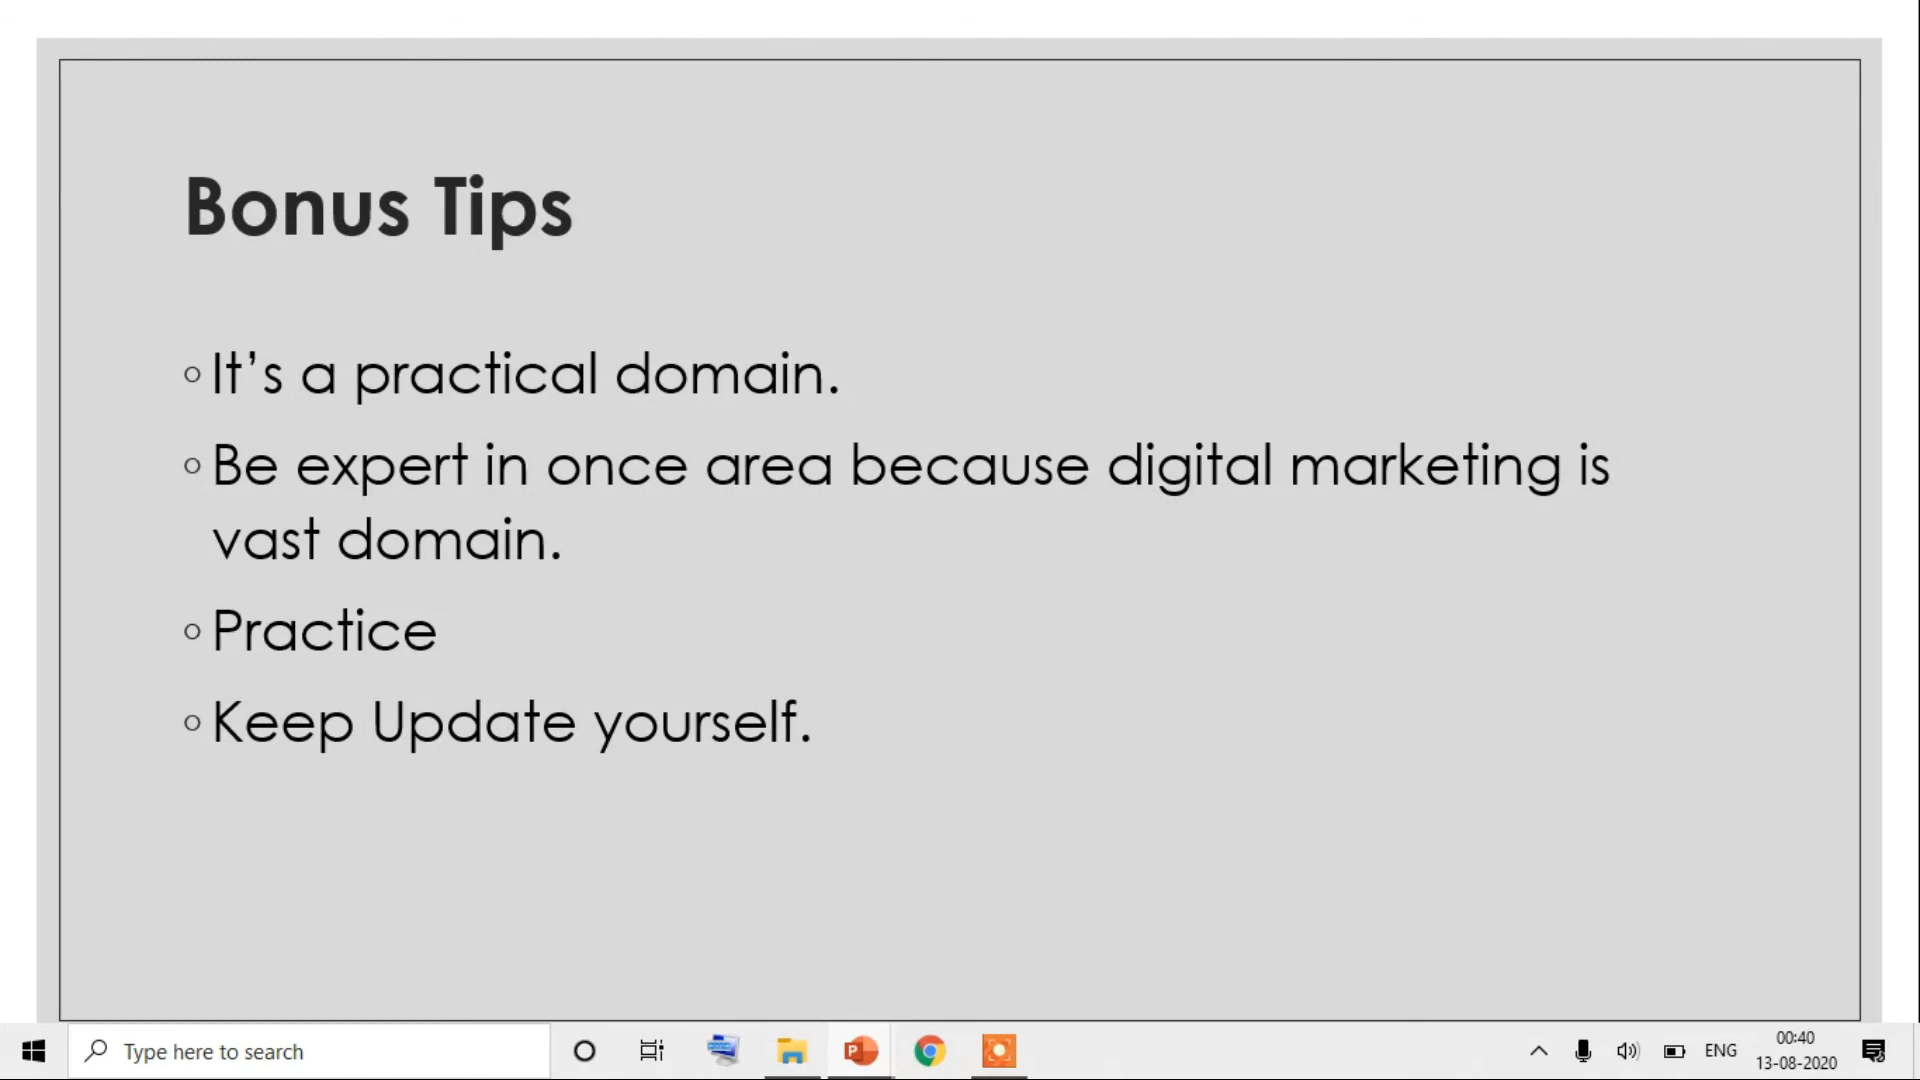 Bonus Tips
◦ It’s a practical domain.
◦ Be expert in once area because digital marketing is
vast domain.
◦ Practice
◦ Keep Update yourself.
Type here to search
ENG
00:40
13-08-2020